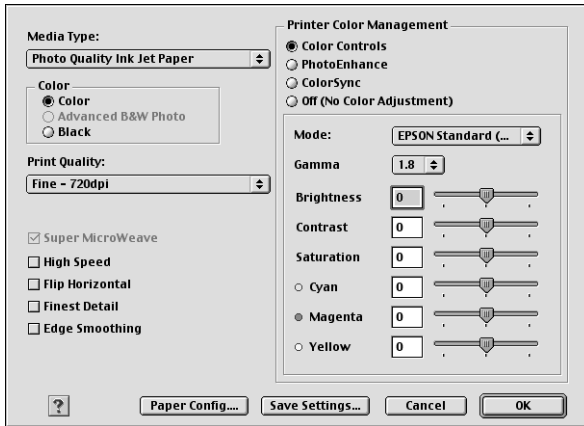 Media Type:
Photo Quality Ink Jet Paper
Color
Color
Advanced B&W Photo
Black
Print Quality:
Fine - 720dpi
Super MicroWeave
High Speed
Flip Horizontal
Finest Detail
Edge Smoothing
Printer Color Management
Color Controls
PhotoEnhance
ColorSync
Off (No Color Adjustment)
Mode: EPSON Standard (...
Gamma 1.8
Brightness 0
Contrast 0
Saturation 0
Cyan 0
Magenta 0
Yellow 0
? Paper Config.... Save Settings... Cancel OK